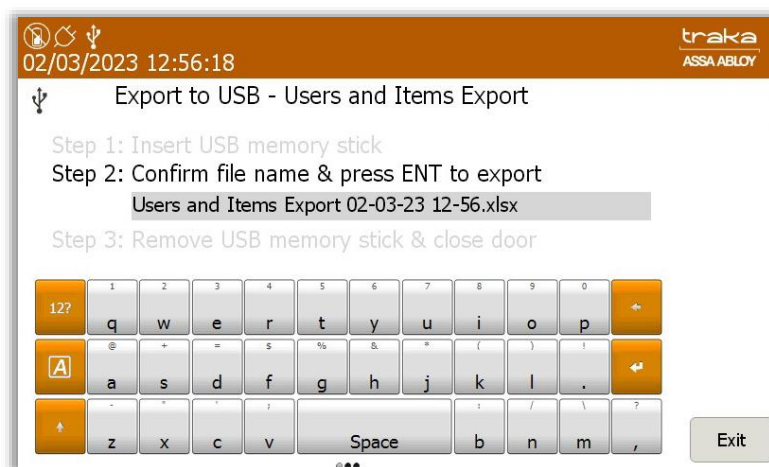 traka
02/03/2023 12:56:18
ASSA ABLOY
Export to USB - Users and Items Export
Step 1: Insert USB memory stick
Step 2: Confirm file name & press ENT to export
Users and Items Export 02-03-23 12-56.xlsx
Step 3: Remove USB memory stick & close door
1 2 3 4 5 6 7 8 9 0
12?
q w e r t y u i o p
@ + = $ % & * ( ) !
A
a s d f g h j k l .
- " ' ; : / \ ?
z x c v Space b n m ,
Exit